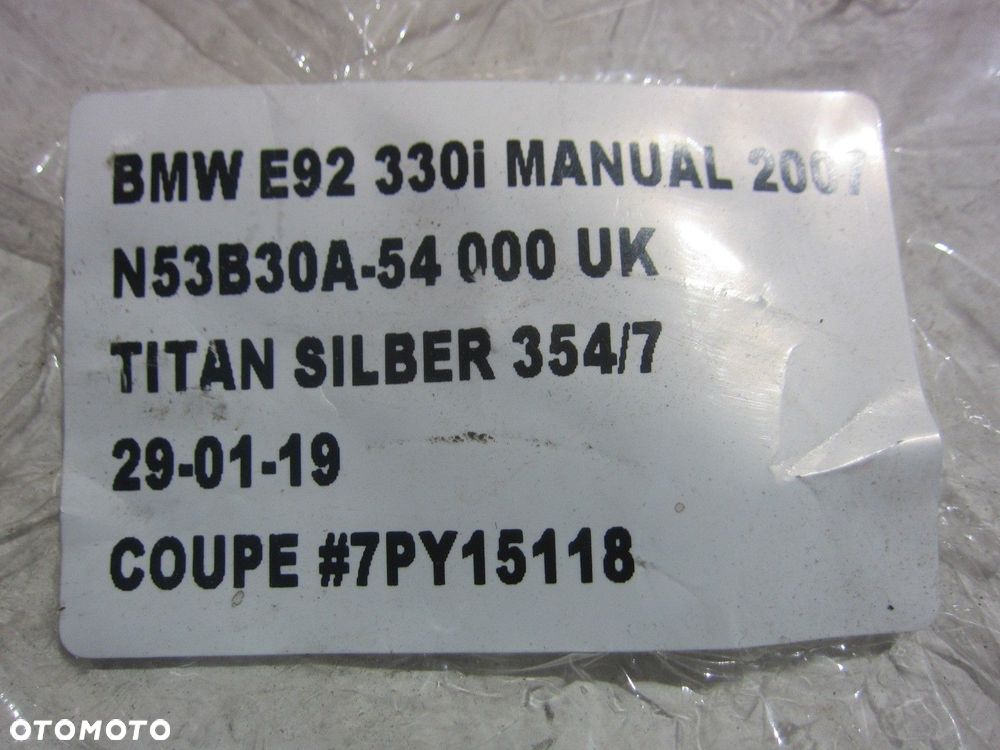 BMW E92 330i MANUAL 2007
N53B30A-54 000 UK
TITAN SILBER 354/7
29-01-19
COUPE #7PY15118
OTOMOTO